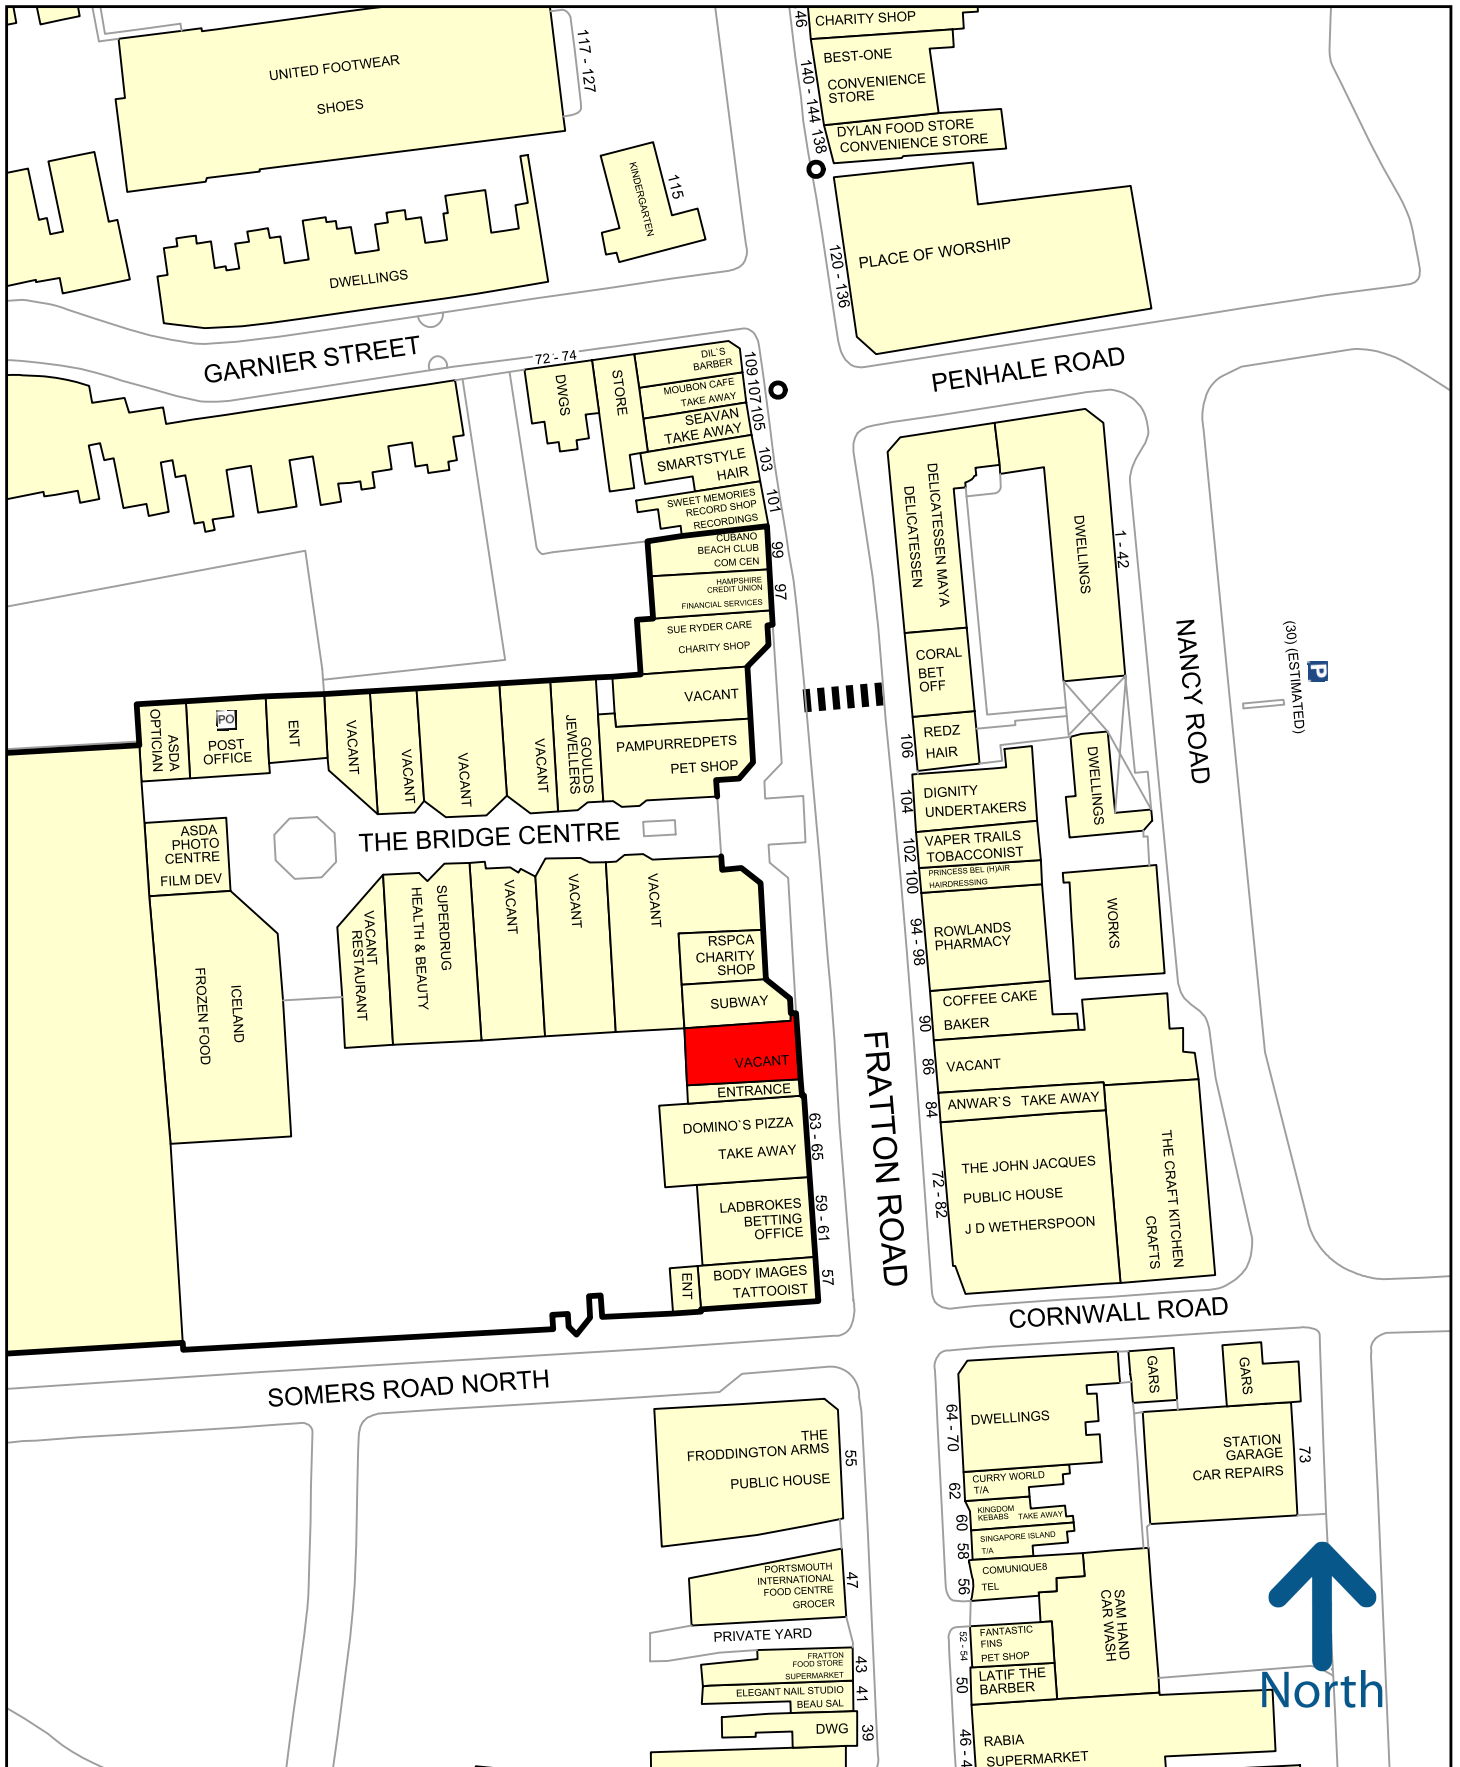 UNITED FOOTWEAR
SHOES
117 - 127
46
CHARITY SHOP
140 - 144
BEST-ONE
CONVENIENCE
STORE
138
DYLAN FOOD STORE
CONVENIENCE STORE
KINDERGARTEN
115
DWELLINGS
120 - 136
PLACE OF WORSHIP
GARNIER STREET
PENHALE ROAD
72 - 74
DWGS
STORE
DIL`S
BARBER
109
MOUBON CAFE
TAKE AWAY
107
SEAVAN
TAKE AWAY
105
SMARTSTYLE
HAIR
103
SWEET MEMORIES
RECORD SHOP
RECORDINGS
101
CUBANO
BEACH CLUB
COM CEN
99
HAMPSHIRE
CREDIT UNION
FINANCIAL SERVICES
97
SUE RYDER CARE
CHARITY SHOP
VACANT
PAMPURREDPETS
PET SHOP
DELICATESSEN MAYA
DELICATESSEN
DWELLINGS
1 - 42
NANCY ROAD
P
(30) (ESTIMATED)
CORAL
BET
OFF
REDZ
HAIR
106
DWELLINGS
ASDA
OPTICIAN
PO
POST
OFFICE
ENT
VACANT
VACANT
VACANT
VACANT
GOULDS
JEWELLERS
THE BRIDGE CENTRE
ASDA
PHOTO
CENTRE
FILM DEV
ICELAND
FROZEN FOOD
VACANT
RESTAURANT
SUPERDRUG
HEALTH & BEAUTY
VACANT
VACANT
VACANT
RSPCA
CHARITY
SHOP
SUBWAY
VACANT
ENTRANCE
DOMINO`S PIZZA
TAKE AWAY
63 - 65
LADBROKES
BETTING
OFFICE
59 - 61
ENT
BODY IMAGES
TATTOOIST
57
FRATTON ROAD
104
DIGNITY
UNDERTAKERS
102
VAPER TRAILS
TOBACCONIST
100
PRINCESS BEL (H)AIR
HAIRDRESSING
94 - 98
ROWLANDS
PHARMACY
WORKS
90
COFFEE CAKE
BAKER
86
VACANT
84
ANWAR`S TAKE AWAY
72 - 82
THE JOHN JACQUES
PUBLIC HOUSE
J D WETHERSPOON
THE CRAFT KITCHEN
CRAFTS
CORNWALL ROAD
SOMERS ROAD NORTH
THE
FRODDINGTON ARMS
PUBLIC HOUSE
55
PORTSMOUTH
INTERNATIONAL
FOOD CENTRE
GROCER
47
PRIVATE YARD
FRATTON
FOOD STORE
SUPERMARKET
43
ELEGANT NAIL STUDIO
BEAU SAL
41
DWG
39
64 - 70
DWELLINGS
GARS
GARS
STATION
GARAGE
CAR REPAIRS
73
62
CURRY WORLD
T/A
60
KINGDOM
KEBABS TAKE AWAY
58
SINGAPORE ISLAND
T/A
56
COMUNIQUE8
TEL
SAM HAND
CAR WASH
52 - 54
FANTASTIC
FINS
PET SHOP
50
LATIF THE
BARBER
46 - 4
RABIA
SUPERMARKET
North